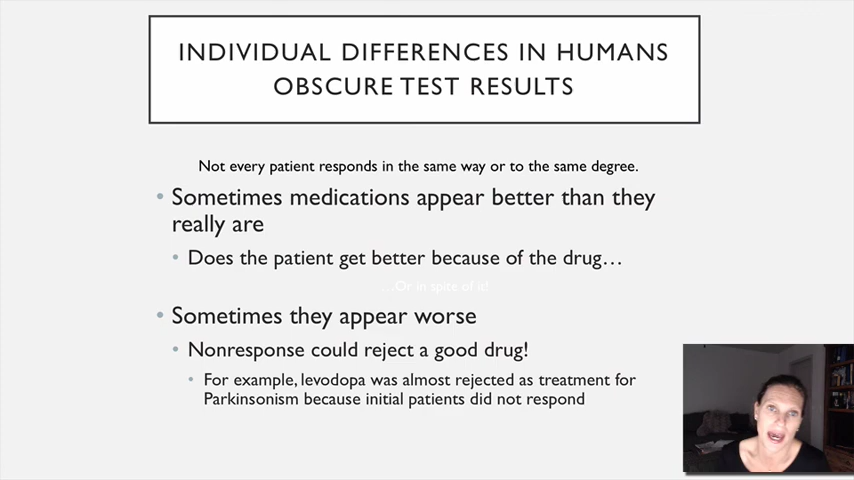 INDIVIDUAL DIFFERENCES IN HUMANS
OBSCURE TEST RESULTS
Not every patient responds in the same way or to the same degree.
• Sometimes medications appear better than they
really are
• Does the patient get better because of the drug…
…Or in spite of it!
• Sometimes they appear worse
• Nonresponse could reject a good drug!
• For example, levodopa was almost rejected as treatment for
Parkinsonism because initial patients did not respond